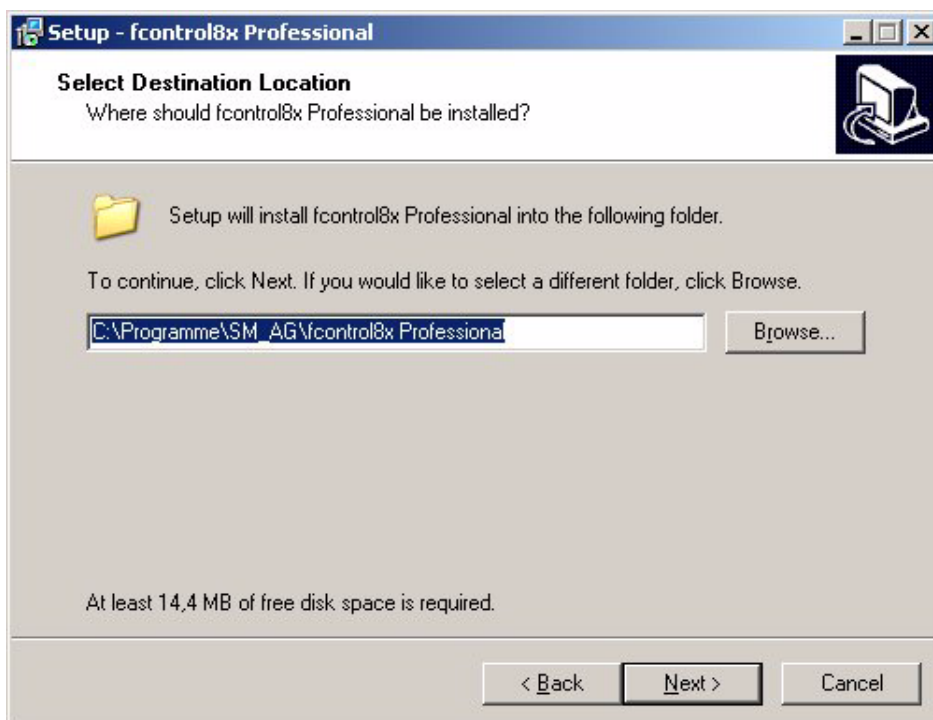 Setup - fcontrol8x Professional
Select Destination Location
Where should fcontrol8x Professional be installed?
Setup will install fcontrol8x Professional into the following folder.
To continue, click Next. If you would like to select a different folder, click Browse.
C:\Programme\SM_AG\fcontrol8x Professional
Browse...
At least 14,4 MB of free disk space is required.
< Back
Next >
Cancel